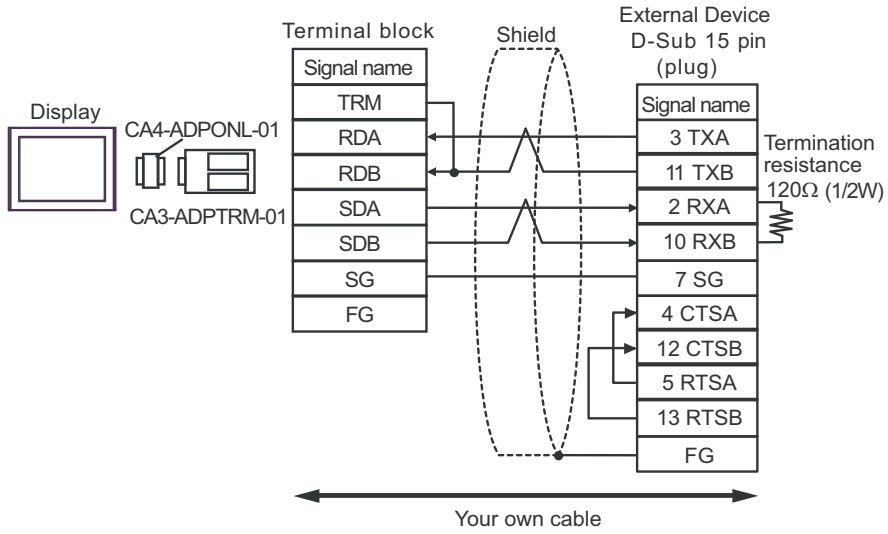 Display
CA4-ADPONL-01
CA3-ADPTRM-01
Terminal block
Signal name
TRM
RDA
RDB
SDA
SDB
SG
FG
Shield
External Device
D-Sub 15 pin
(plug)
Signal name
3 TXA
11 TXB
2 RXA
10 RXB
7 SG
4 CTSA
12 CTSB
5 RTSA
13 RTSB
FG
Termination
resistance
120Ω (1/2W)
Your own cable